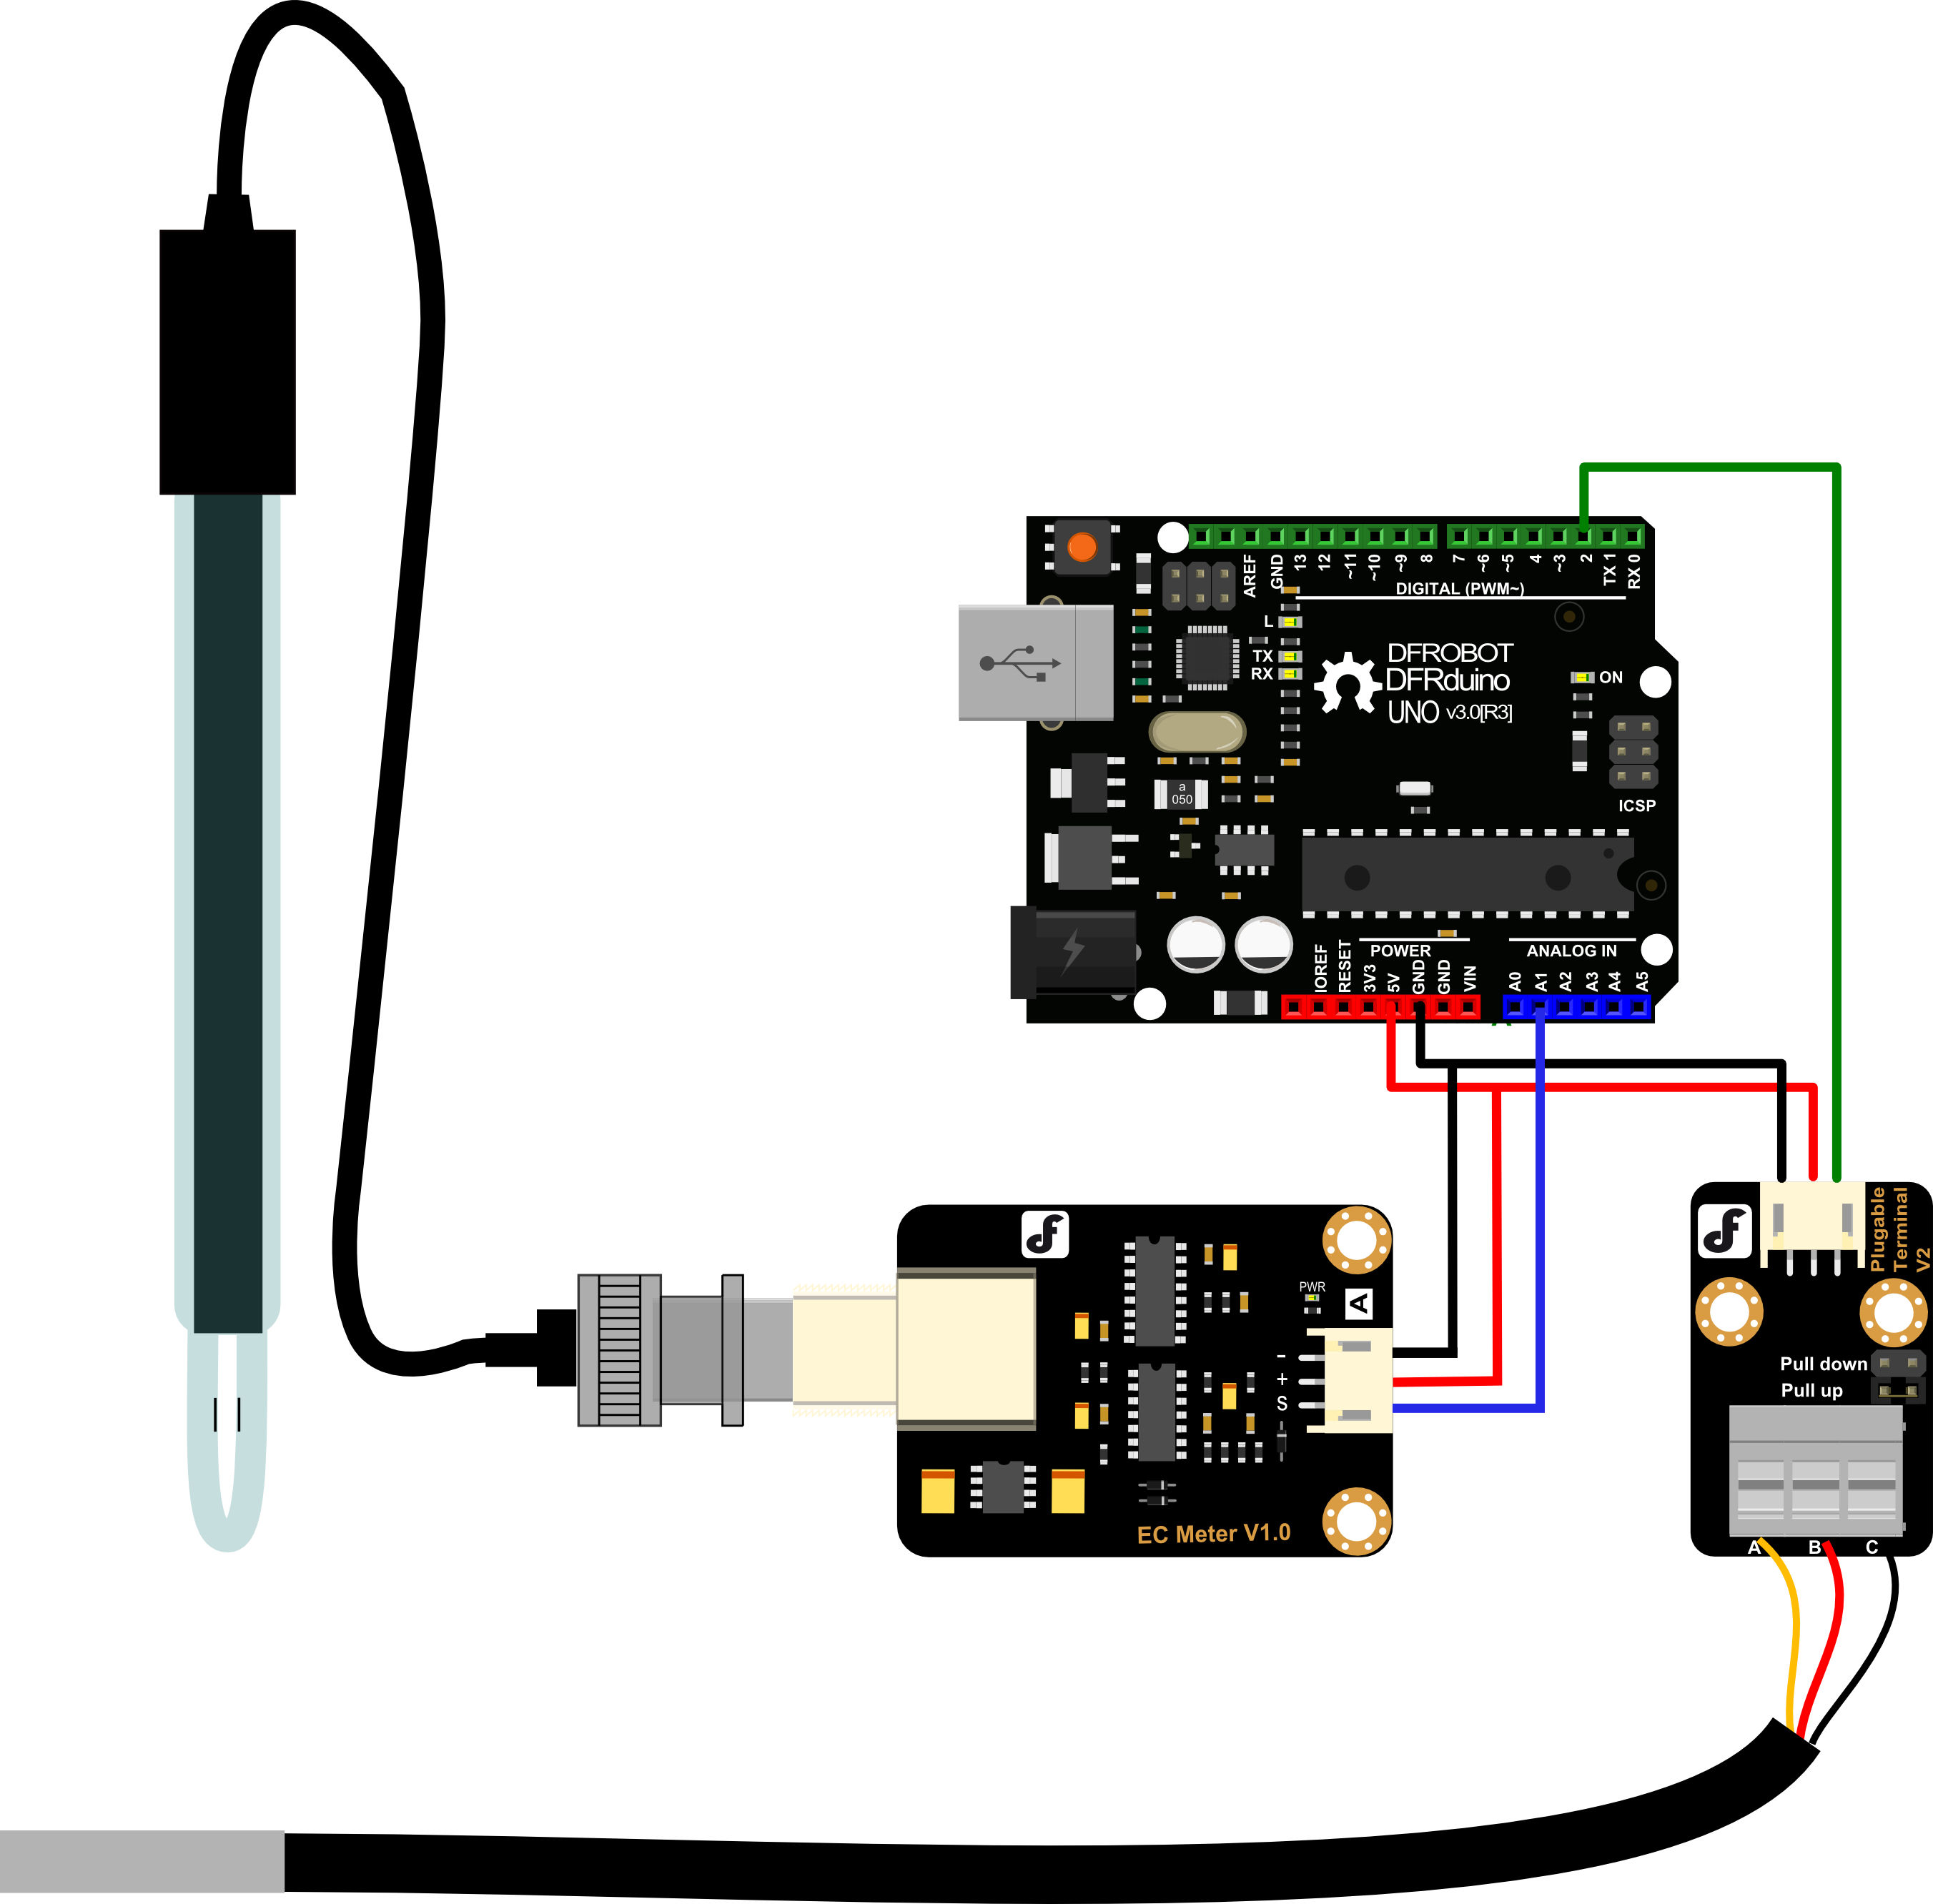 AREF
GND
13
12
~11
~10
~9
8
7
~6
~5
4
~3
2
TX 1
RX 0
DIGITAL (PWM~)
L
TX
RX
DFROBOT
DFRduino
UNO v3.0[R3]
ON
a
050
ICSP
POWER
ANALOG IN
IOREF
RESET
3V3
5V
GND
GND
VIN
A0
A1
A2
A3
A4
A5
Plugable
Terminal
V2
PWR
A
-
+
S
Pull down
Pull up
EC Meter V1.0
A
B
C